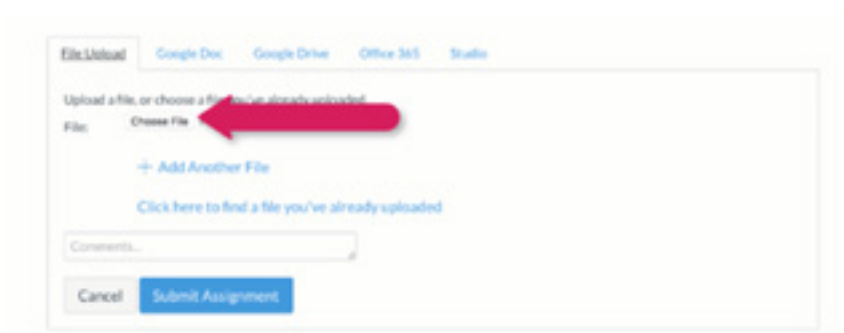 File Upload Google Doc Google Drive Office 365 Studio
Upload a file, or choose a file you've already uploaded.
File: Choose File
+ Add Another File
Click here to find a file you've already uploaded
Comments...
Cancel Submit Assignment